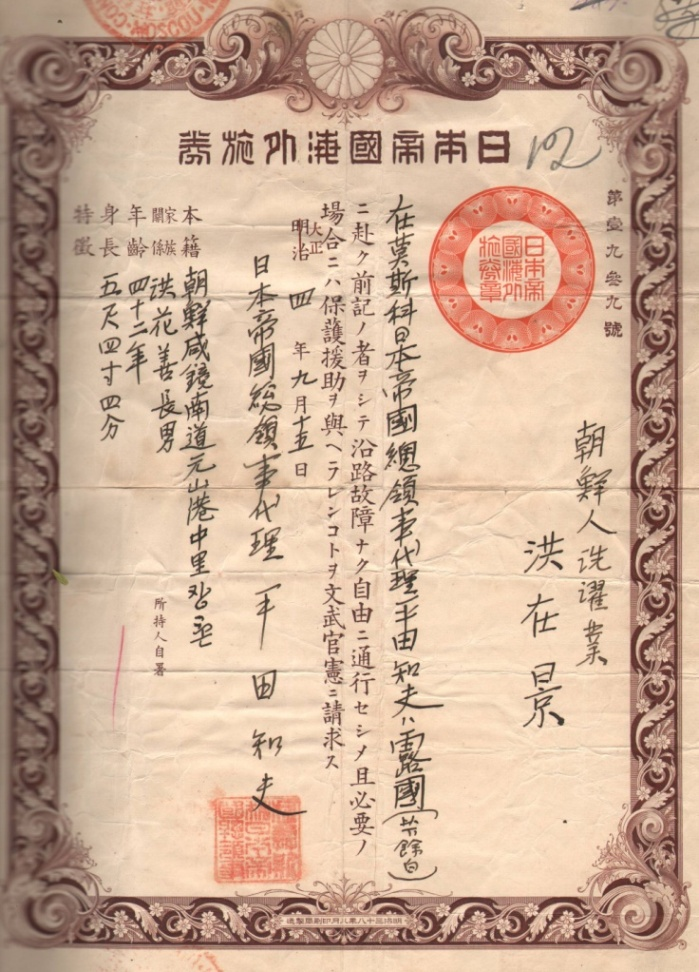 日本帝國海外旅券
第壹九参九號
日本帝國海外旅券章
朝鮮人洗濯業
洪在景
在莫斯科日本帝國總領事代理平田知夫ハ露國(共餘白)
ニ赴ク前記ノ者ヲシテ沿路故障ナク自由ニ通行セシメ且必要ノ
場合ニハ保護援助ヲ與ヘラレンコトヲ文武官憲ニ請求ス
大正
明治
四年九月十五日
日本帝國總領事代理平田知夫
本籍 朝鮮咸鏡南道元山港中里
家族關係 洪花善長男
年齡 四十二年
身長 五尺四寸四分
特徵
所持人自署